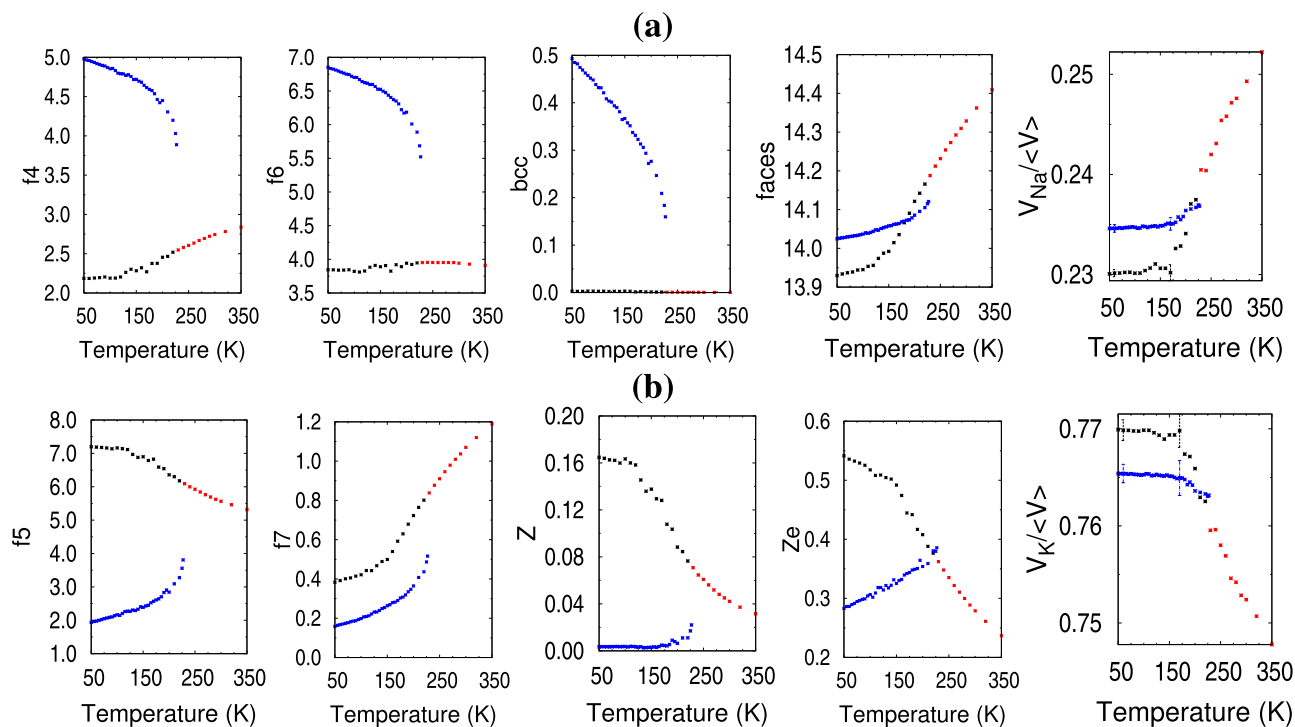 (a)
f4
5.0
4.5
4.0
3.5
3.0
2.5
2.0
50 150 250 350
Temperature (K)
f6
7.0
6.5
6.0
5.5
5.0
4.5
4.0
3.5
50 150 250 350
Temperature (K)
bcc
0.5
0.4
0.3
0.2
0.1
0.0
50 150 250 350
Temperature (K)
faces
14.5
14.4
14.3
14.2
14.1
14.0
13.9
50 150 250 350
Temperature (K)
V_Na/<V>
0.25
0.24
0.23
50 150 250 350
Temperature (K)
(b)
f5
8.0
7.0
6.0
5.0
4.0
3.0
2.0
1.0
50 150 250 350
Temperature (K)
f7
1.2
1.0
0.8
0.6
0.4
0.2
0.0
50 150 250 350
Temperature (K)
Z
0.20
0.16
0.12
0.08
0.04
0.00
50 150 250 350
Temperature (K)
Ze
0.6
0.5
0.4
0.3
0.2
50 150 250 350
Temperature (K)
V_K/<V>
0.77
0.76
0.75
50 150 250 350
Temperature (K)